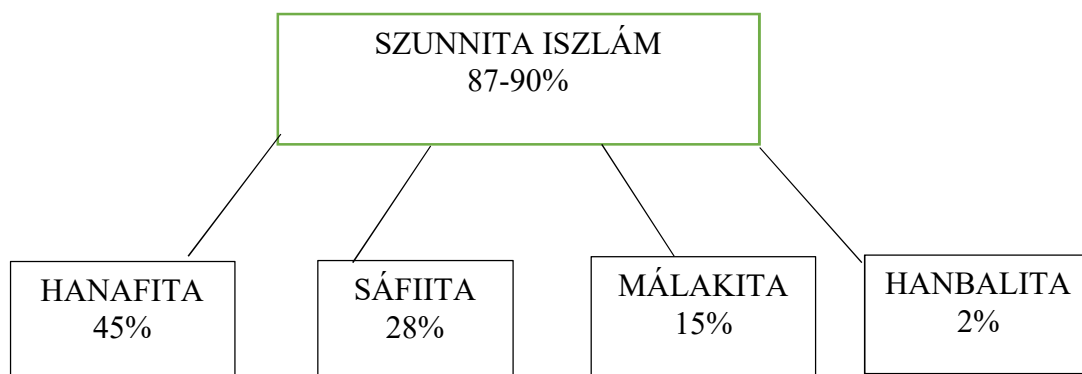 SZUNNITA ISZLÁM
87-90%
HANAFITA
45%
SÁFIITA
28%
MÁLAKITA
15%
HANBALITA
2%